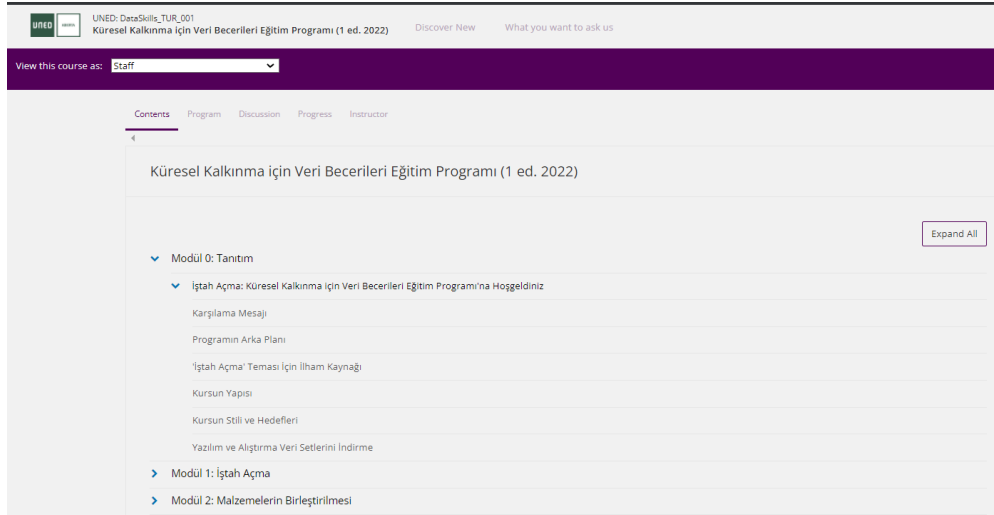 UNED
UNED: DataSkills_TUR_001
Küresel Kalkınma için Veri Becerileri Eğitim Programı (1 ed. 2022)
Discover New
What you want to ask us
View this course as: Staff
Contents Program Discussion Progress Instructor
Küresel Kalkınma için Veri Becerileri Eğitim Programı (1 ed. 2022)
Expand All
Modül 0: Tanıtım
İştah Açma: Küresel Kalkınma için Veri Becerileri Eğitim Programı'na Hoşgeldiniz
Karşılama Mesajı
Programın Arka Planı
'İştah Açma' Teması İçin İlham Kaynağı
Kursun Yapısı
Kursun Stili ve Hedefleri
Yazılım ve Alıştırma Veri Setlerini İndirme
Modül 1: İştah Açma
Modül 2: Malzemelerin Birleştirilmesi